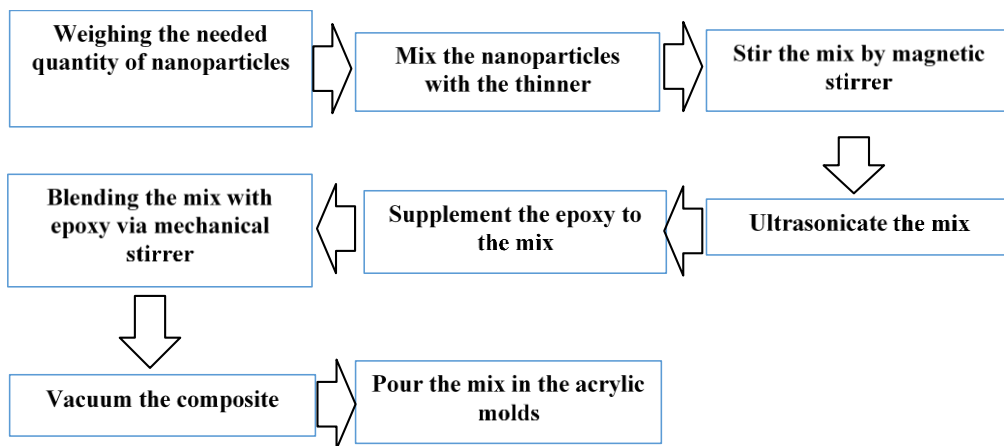 Weighing the needed
quantity of nanoparticles
Mix the nanoparticles
with the thinner
Stir the mix by magnetic
stirrer
Ultrasonicate the mix
Supplement the epoxy to
the mix
Blending the mix with
epoxy via mechanical
stirrer
Vacuum the composite
Pour the mix in the acrylic
molds